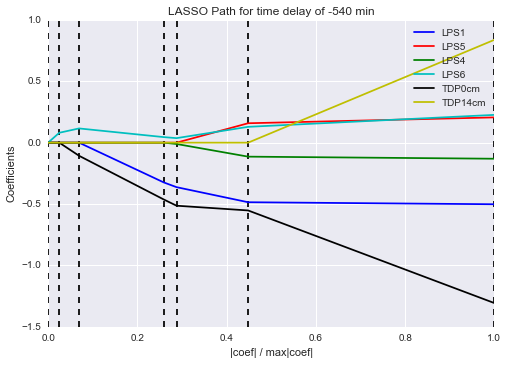 LASSO Path for time delay of -540 min
1.0
0.5
0.0
−0.5
−1.0
−1.5
Coefficients
LPS1
LPS5
LPS4
LPS6
TDP0cm
TDP14cm
0.0 0.2 0.4 0.6 0.8 1.0
|coef| / max|coef|